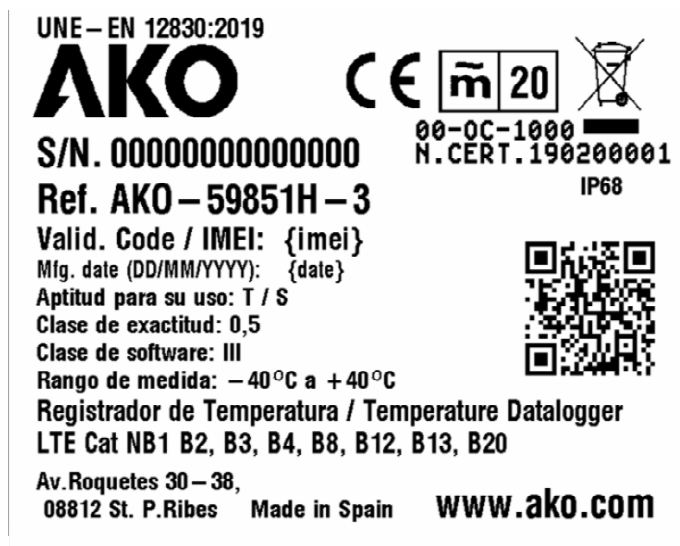 UNE-EN 12830:2019
AKO
CE m̃ 20
00-OC-1000
N.CERT.190200001
S/N. 00000000000000
IP68
Ref. AKO-59851H-3
Valid. Code / IMEI: {imei}
Mfg. date (DD/MM/YYYY): {date}
Aptitud para su uso: T / S
Clase de exactitud: 0,5
Clase de software: III
Rango de medida: -40ºC a +40ºC
Registrador de Temperatura / Temperature Datalogger
LTE Cat NB1 B2, B3, B4, B8, B12, B13, B20
Av.Roquetes 30-38,
08812 St. P.Ribes Made in Spain www.ako.com